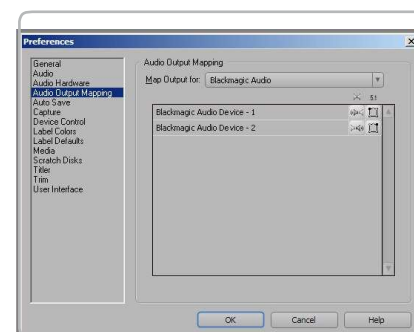 Preferences
General
Audio
Audio Hardware
Audio Output Mapping
Auto Save
Capture
Device Control
Label Colors
Label Defaults
Media
Scratch Disks
Titler
Trim
User Interface
Audio Output Mapping
Map Output for: Blackmagic Audio
5.1
Blackmagic Audio Device - 1
Blackmagic Audio Device - 2
OK Cancel Help